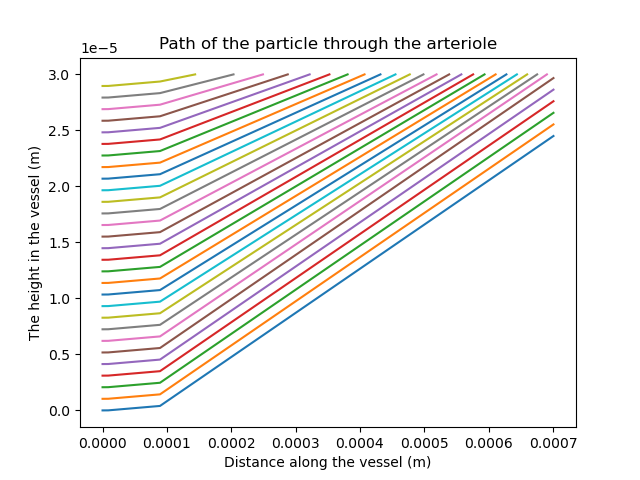 Path of the particle through the arteriole
1e−5
3.0
2.5
2.0
1.5
1.0
0.5
0.0
The height in the vessel (m)
0.0000 0.0001 0.0002 0.0003 0.0004 0.0005 0.0006 0.0007
Distance along the vessel (m)